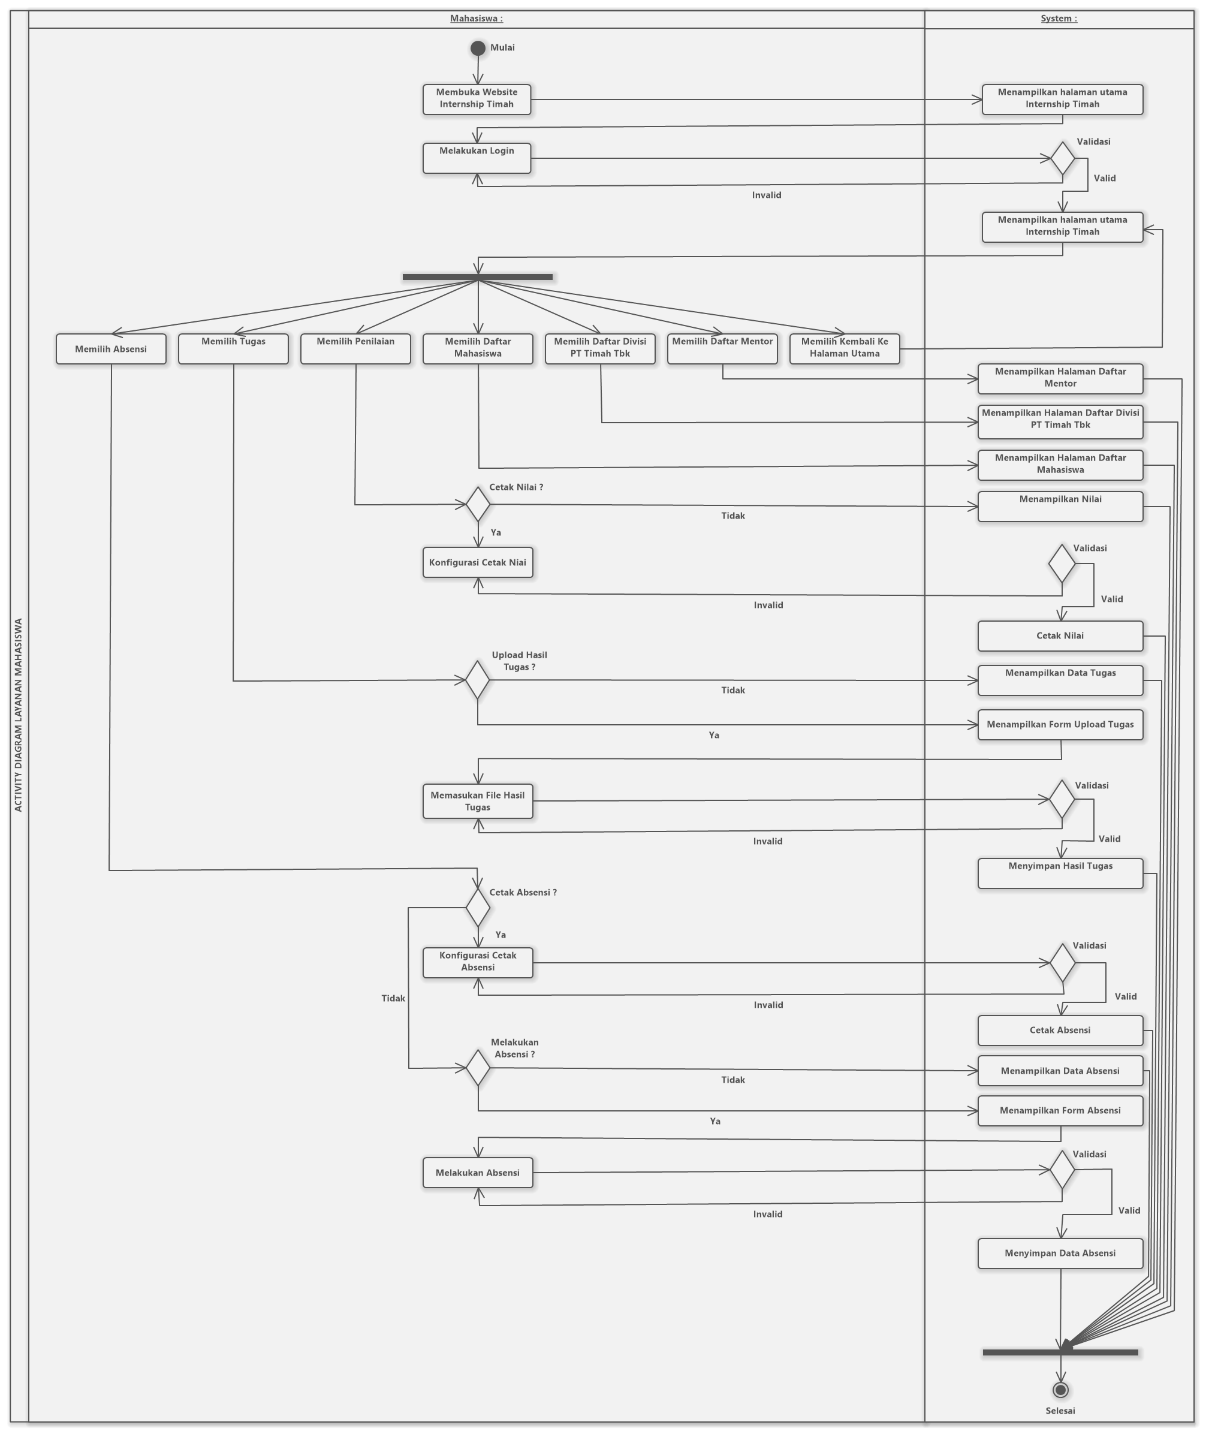 Mahasiswa :
System :
ACTIVITY DIAGRAM LAYANAN MAHASISWA
Mulai
Membuka Website
Internship Timah
Menampilkan halaman utama
Internship Timah
Melakukan Login
Validasi
Valid
Invalid
Menampilkan halaman utama
Internship Timah
Memilih Absensi
Memilih Tugas
Memilih Penilaian
Memilih Daftar
Mahasiswa
Memilih Daftar Divisi
PT Timah Tbk
Memilih Daftar Mentor
Memilih Kembali Ke
Halaman Utama
Menampilkan Halaman Daftar
Mentor
Menampilkan Halaman Daftar Divisi
PT Timah Tbk
Menampilkan Halaman Daftar
Mahasiswa
Cetak Nilai ?
Tidak
Menampilkan Nilai
Ya
Konfigurasi Cetak Niai
Validasi
Valid
Invalid
Cetak Nilai
Upload Hasil
Tugas ?
Tidak
Menampilkan Data Tugas
Ya
Menampilkan Form Upload Tugas
Memasukan File Hasil
Tugas
Validasi
Valid
Invalid
Menyimpan Hasil Tugas
Cetak Absensi ?
Ya
Tidak
Konfigurasi Cetak
Absensi
Validasi
Valid
Invalid
Cetak Absensi
Melakukan
Absensi ?
Tidak
Menampilkan Data Absensi
Ya
Menampilkan Form Absensi
Melakukan Absensi
Validasi
Valid
Invalid
Menyimpan Data Absensi
Selesai